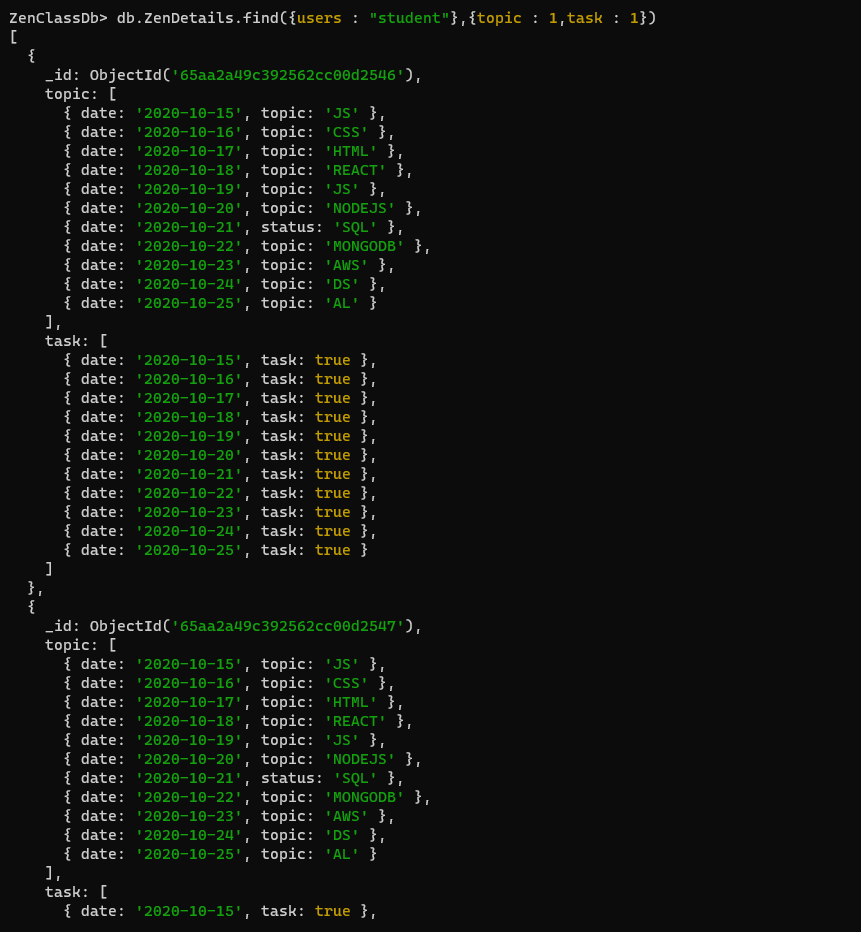 ZenClassDb> db.ZenDetails.find({users : "student"},{topic : 1,task : 1})
[
  {
    _id: ObjectId('65aa2a49c392562cc00d2546'),
    topic: [
      { date: '2020-10-15', topic: 'JS' },
      { date: '2020-10-16', topic: 'CSS' },
      { date: '2020-10-17', topic: 'HTML' },
      { date: '2020-10-18', topic: 'REACT' },
      { date: '2020-10-19', topic: 'JS' },
      { date: '2020-10-20', topic: 'NODEJS' },
      { date: '2020-10-21', status: 'SQL' },
      { date: '2020-10-22', topic: 'MONGODB' },
      { date: '2020-10-23', topic: 'AWS' },
      { date: '2020-10-24', topic: 'DS' },
      { date: '2020-10-25', topic: 'AL' }
    ],
    task: [
      { date: '2020-10-15', task: true },
      { date: '2020-10-16', task: true },
      { date: '2020-10-17', task: true },
      { date: '2020-10-18', task: true },
      { date: '2020-10-19', task: true },
      { date: '2020-10-20', task: true },
      { date: '2020-10-21', task: true },
      { date: '2020-10-22', task: true },
      { date: '2020-10-23', task: true },
      { date: '2020-10-24', task: true },
      { date: '2020-10-25', task: true }
    ]
  },
  {
    _id: ObjectId('65aa2a49c392562cc00d2547'),
    topic: [
      { date: '2020-10-15', topic: 'JS' },
      { date: '2020-10-16', topic: 'CSS' },
      { date: '2020-10-17', topic: 'HTML' },
      { date: '2020-10-18', topic: 'REACT' },
      { date: '2020-10-19', topic: 'JS' },
      { date: '2020-10-20', topic: 'NODEJS' },
      { date: '2020-10-21', status: 'SQL' },
      { date: '2020-10-22', topic: 'MONGODB' },
      { date: '2020-10-23', topic: 'AWS' },
      { date: '2020-10-24', topic: 'DS' },
      { date: '2020-10-25', topic: 'AL' }
    ],
    task: [
      { date: '2020-10-15', task: true },